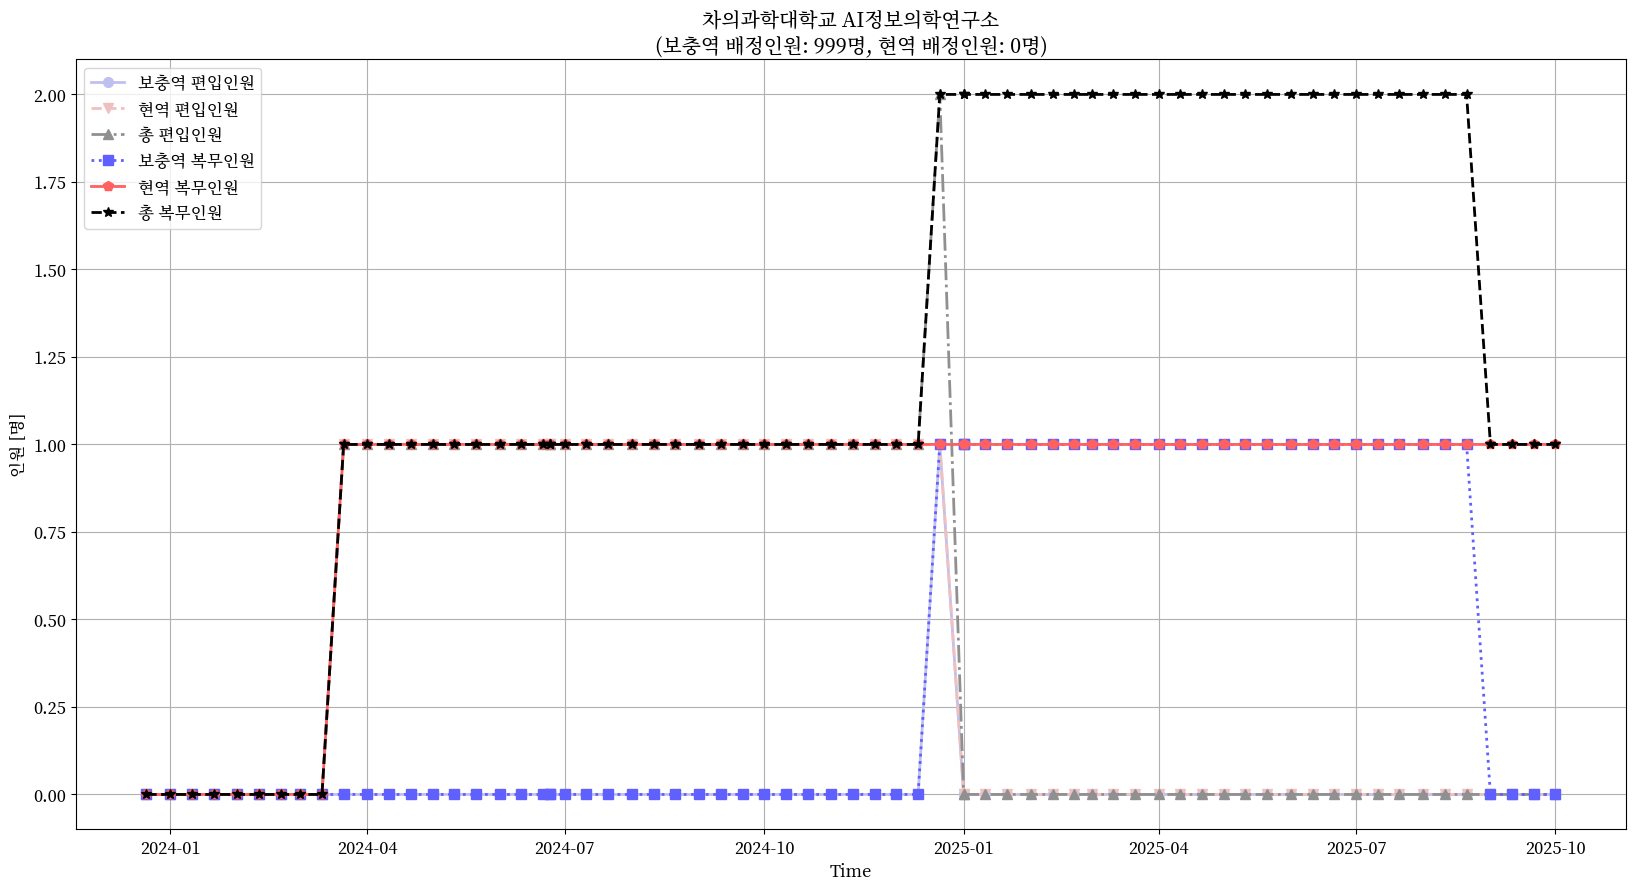 차의과학대학교 AI정보의학연구소
(보충역 배정인원: 999명, 현역 배정인원: 0명)
보충역 편입인원
현역 편입인원
총 편입인원
보충역 복무인원
현역 복무인원
총 복무인원
인원 [명]
2.00
1.75
1.50
1.25
1.00
0.75
0.50
0.25
0.00
2024-01 2024-04 2024-07 2024-10 2025-01 2025-04 2025-07 2025-10
Time